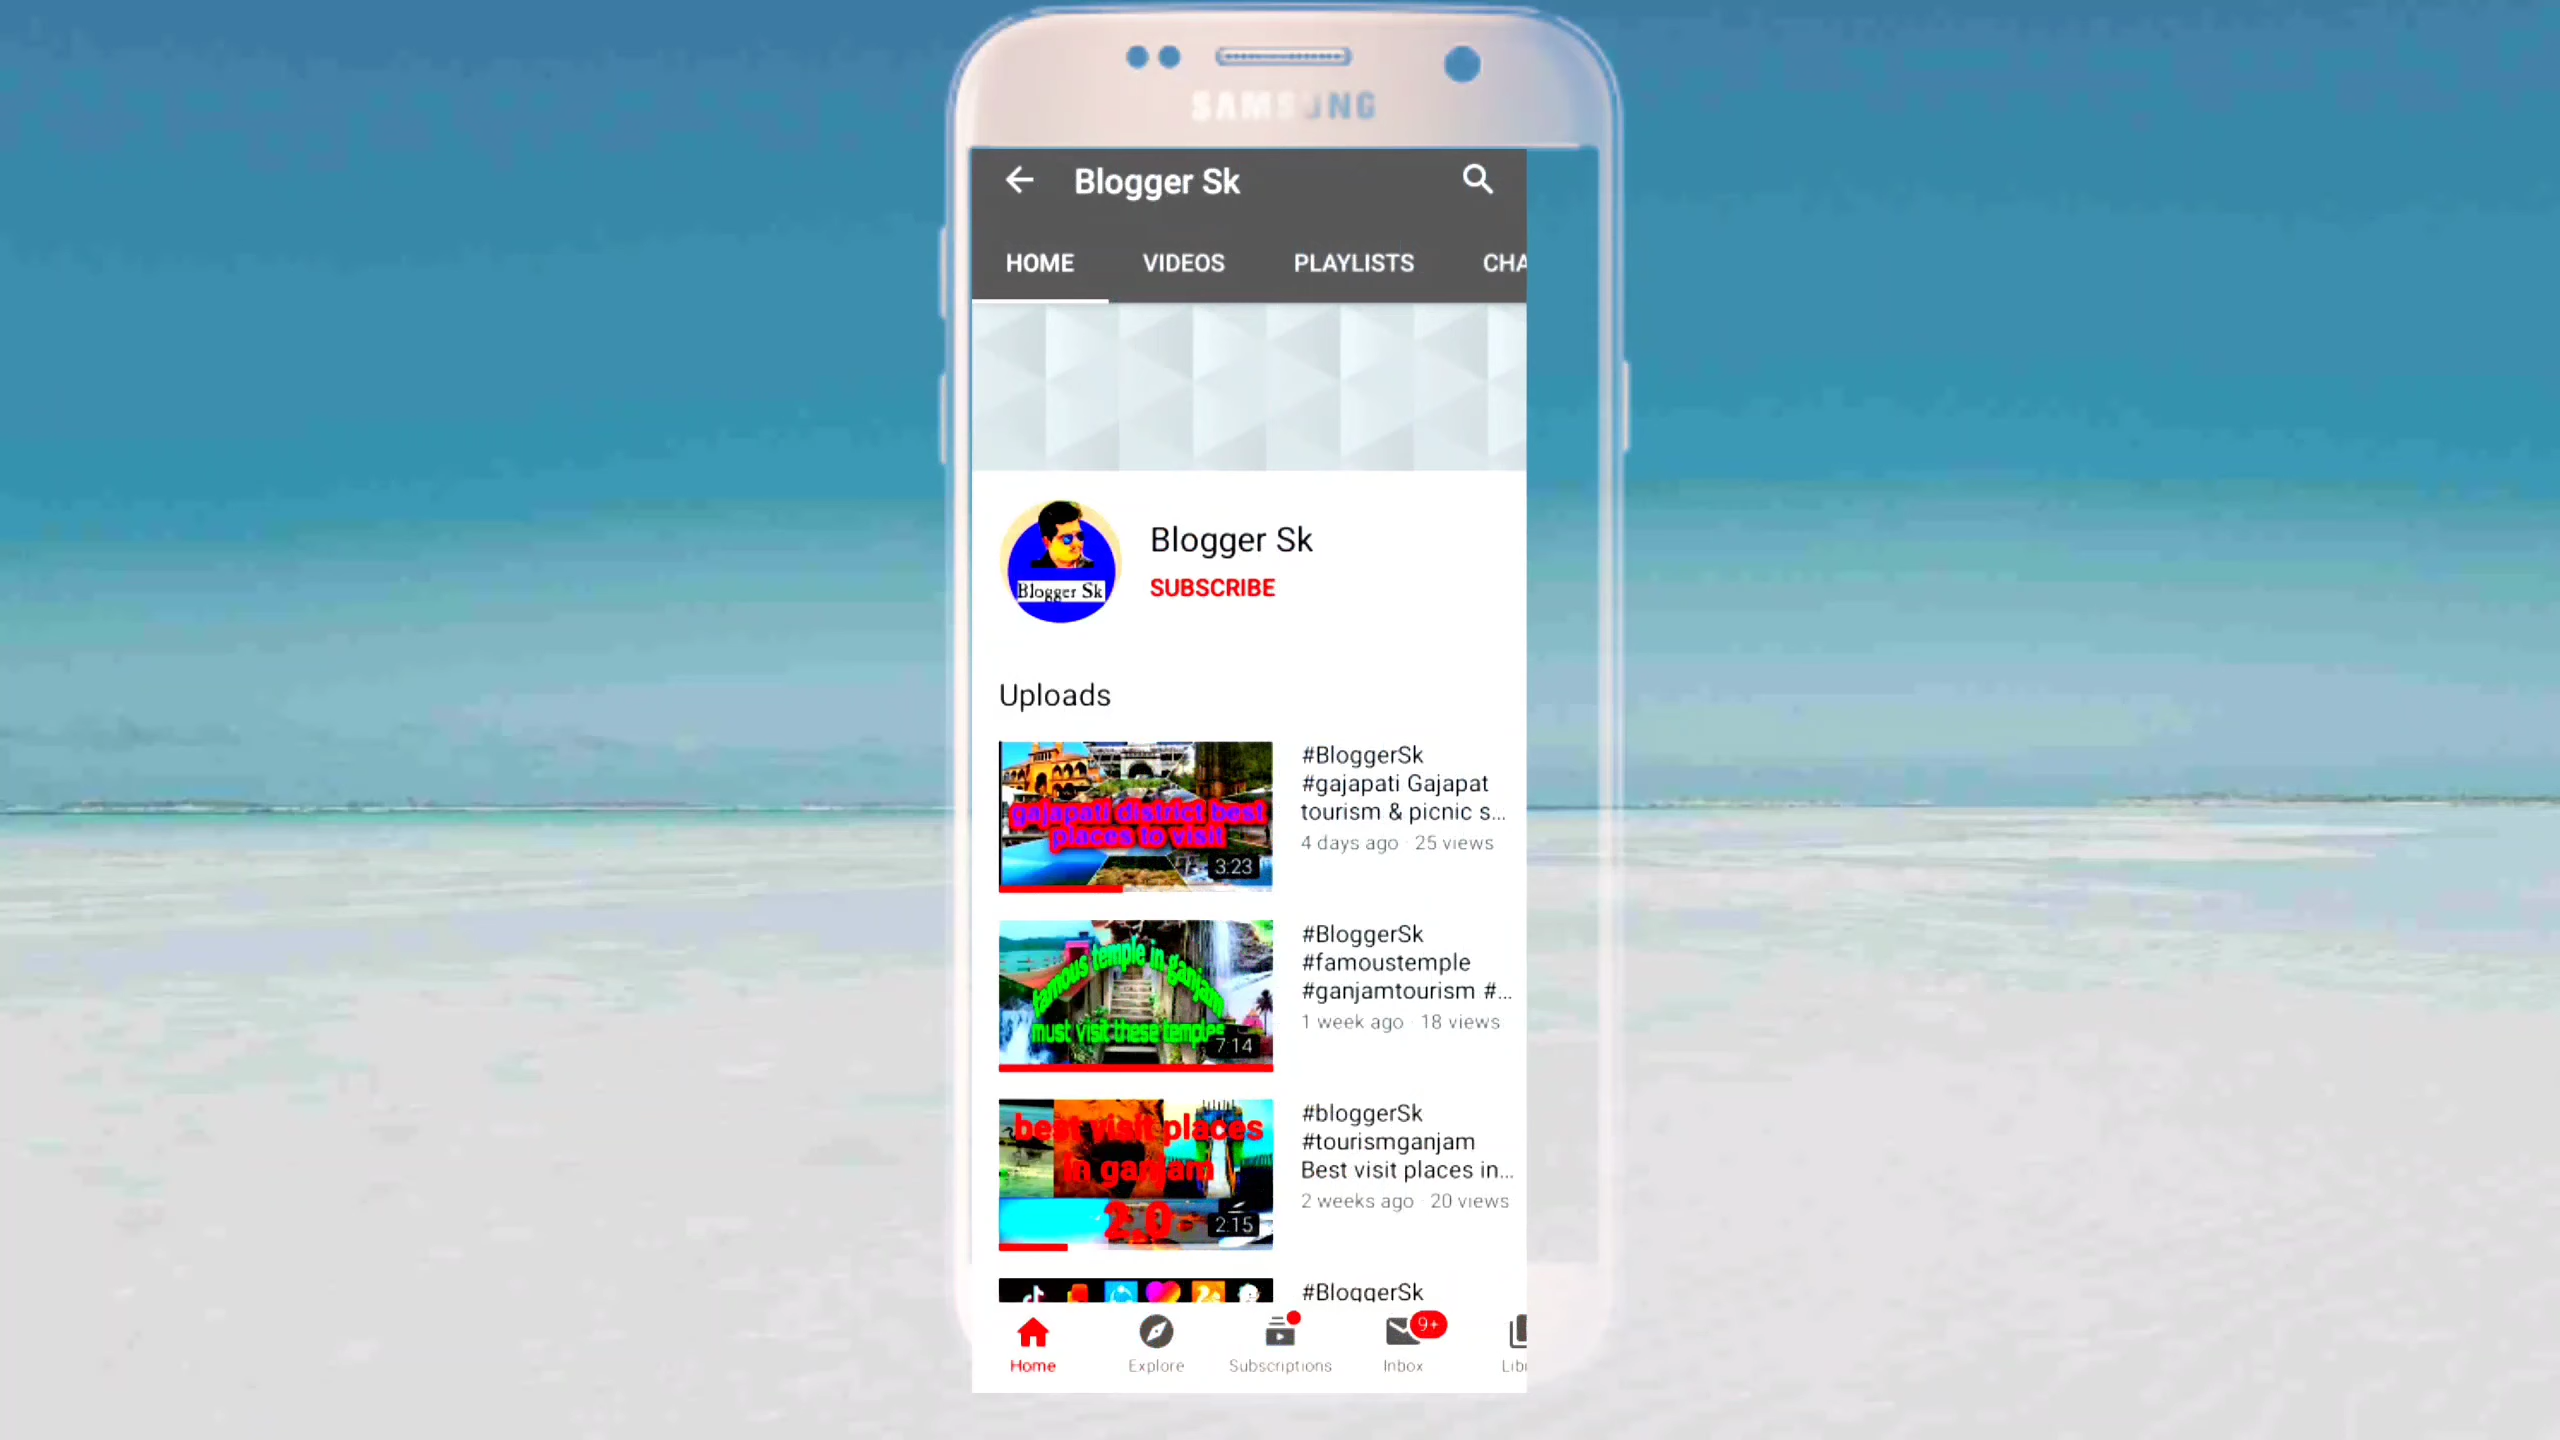 SAMSUNG
Blogger Sk
HOME VIDEOS PLAYLISTS CHA
Blogger Sk
Blogger Sk
SUBSCRIBE
Uploads
gajapati district best
places to visit
3:23
#BloggerSk
#gajapati Gajapat
tourism & picnic s...
4 days ago · 25 views
famous temple in ganjam
must visit these temples
7:14
#BloggerSk
#famoustemple
#ganjamtourism #...
1 week ago · 18 views
best visit places
in ganjam
2.0
2:15
#bloggerSk
#tourismganjam
Best visit places in...
2 weeks ago · 20 views
#BloggerSk
9+
Home Explore Subscriptions Inbox Lib